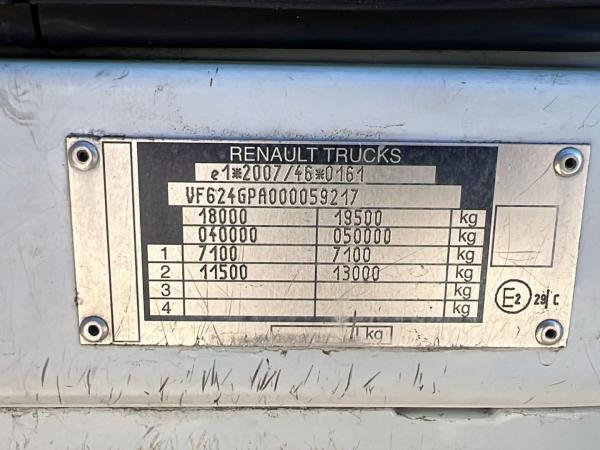 RENAULT TRUCKS
e1*2007/46*0161
VF624GPA000059217
18000 19500 kg
040000 050000 kg
1 7100 7100 kg
2 11500 13000 kg
3 kg
4 kg
kg
E2 29 C